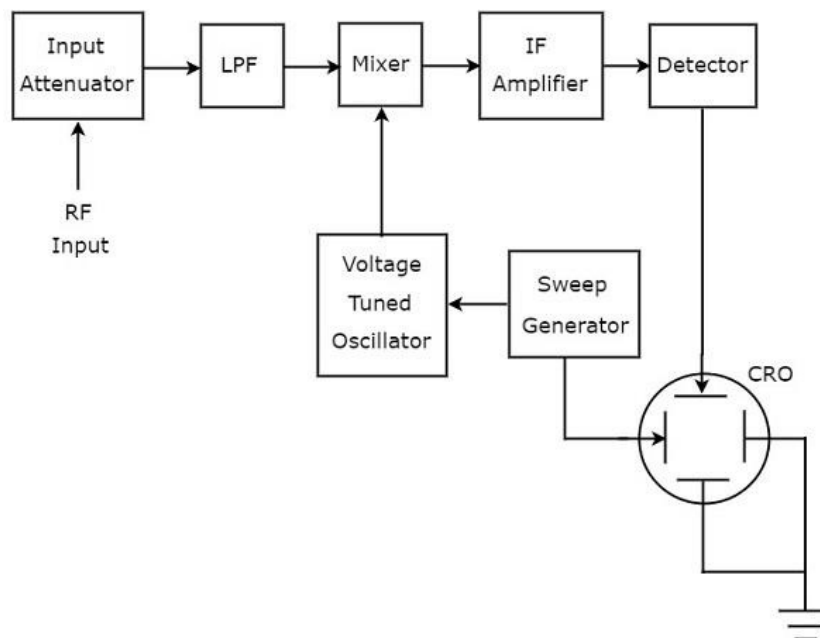 Input
Attenuator
LPF
Mixer
IF
Amplifier
Detector
RF
Input
Voltage
Tuned
Oscillator
Sweep
Generator
CRO